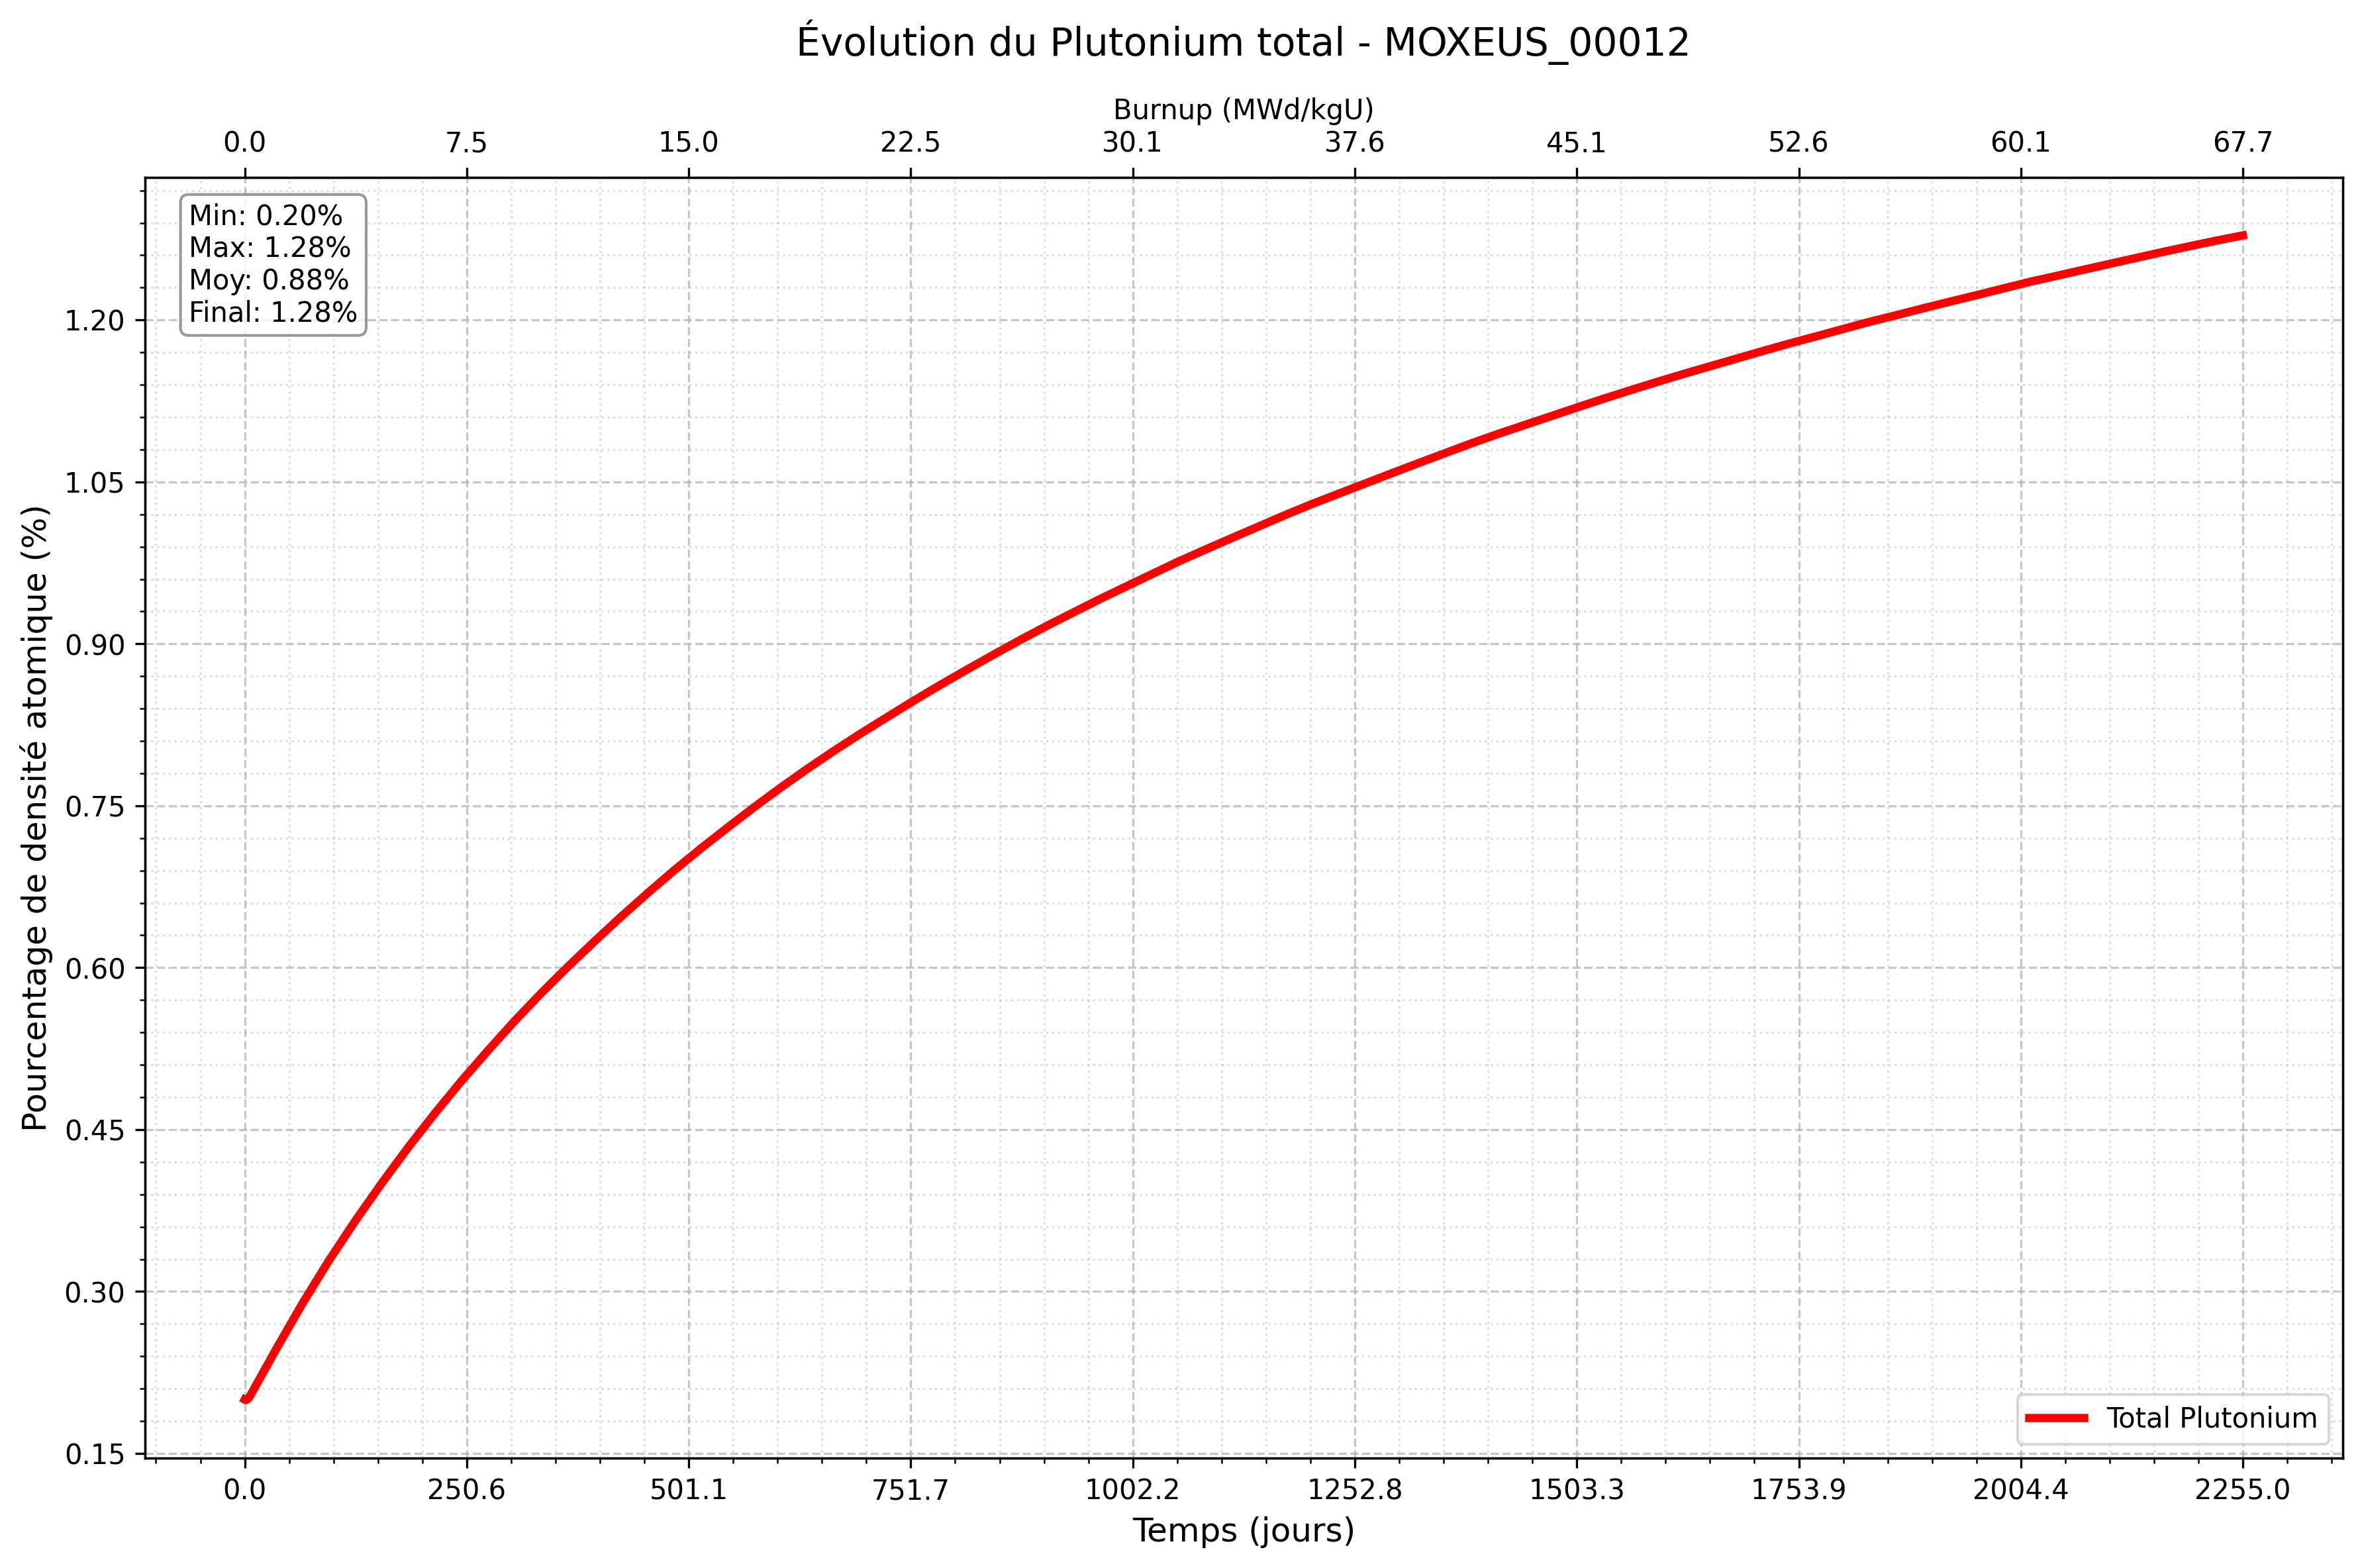 Évolution du Plutonium total - MOXEUS_00012
Burnup (MWd/kgU)
0.0 7.5 15.0 22.5 30.1 37.6 45.1 52.6 60.1 67.7
Min: 0.20%
Max: 1.28%
Moy: 0.88%
Final: 1.28%
Pourcentage de densité atomique (%)
1.20
1.05
0.90
0.75
0.60
0.45
0.30
0.15
Total Plutonium
0.0 250.6 501.1 751.7 1002.2 1252.8 1503.3 1753.9 2004.4 2255.0
Temps (jours)